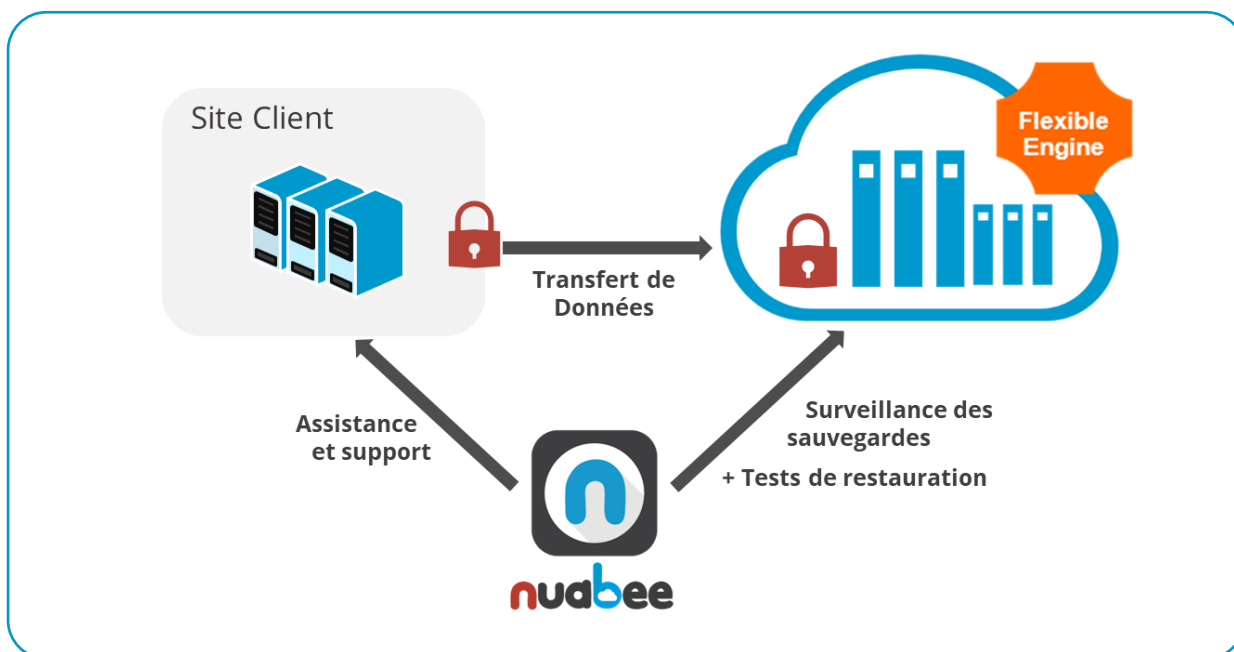 Site Client
Flexible
Engine
Transfert de
Données
Assistance
et support
Surveillance des
sauvegardes
+ Tests de restauration
n
nuabee